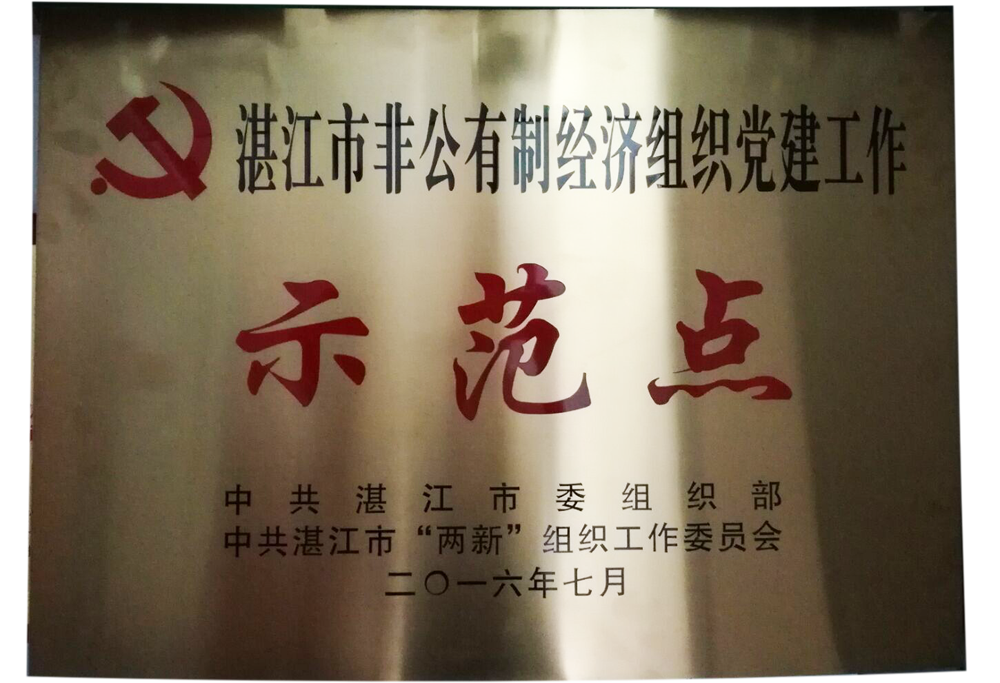 湛江市非公有制经济组织党建工作
示范点
中共湛江市委组织部
中共湛江市“两新”组织工作委员会
二〇一六年七月